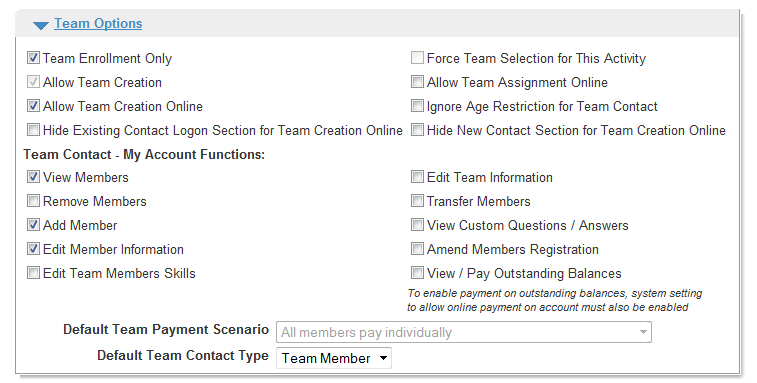 Team Options
Team Enrollment Only
Force Team Selection for This Activity
Allow Team Creation
Allow Team Assignment Online
Allow Team Creation Online
Ignore Age Restriction for Team Contact
Hide Existing Contact Logon Section for Team Creation Online
Hide New Contact Section for Team Creation Online
Team Contact - My Account Functions:
View Members
Edit Team Information
Remove Members
Transfer Members
Add Member
View Custom Questions / Answers
Edit Member Information
Amend Members Registration
Edit Team Members Skills
View / Pay Outstanding Balances
To enable payment on outstanding balances, system setting
to allow online payment on account must also be enabled
Default Team Payment Scenario All members pay individually
Default Team Contact Type Team Member